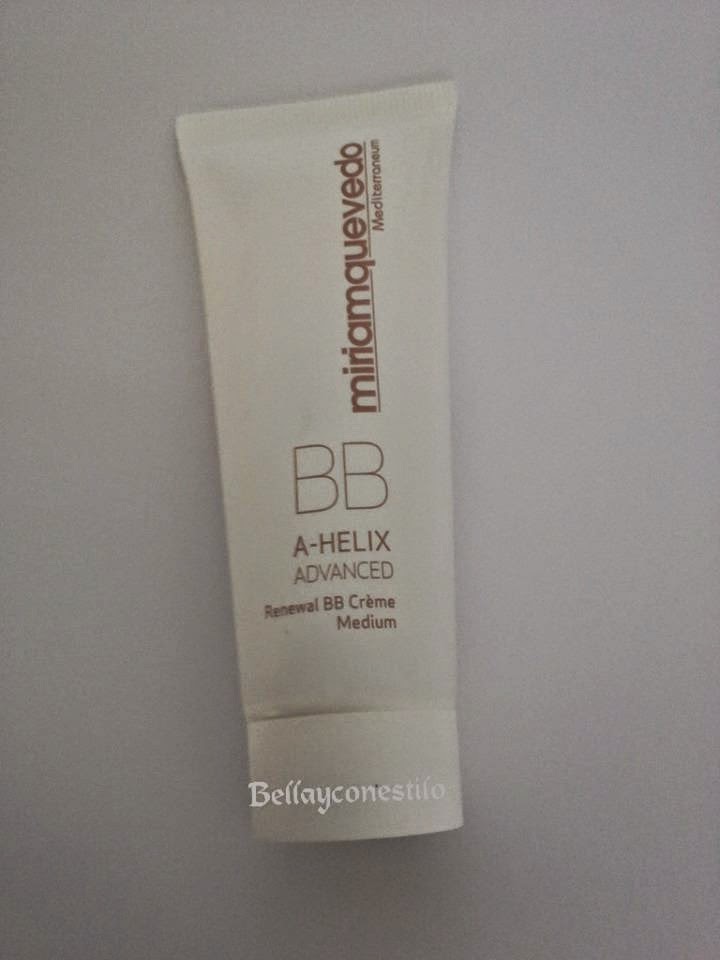 miriamquevedo
Mediterraneum
BB
A-HELIX
ADVANCED
Renewal BB Crème
Medium
Bellayconestilo